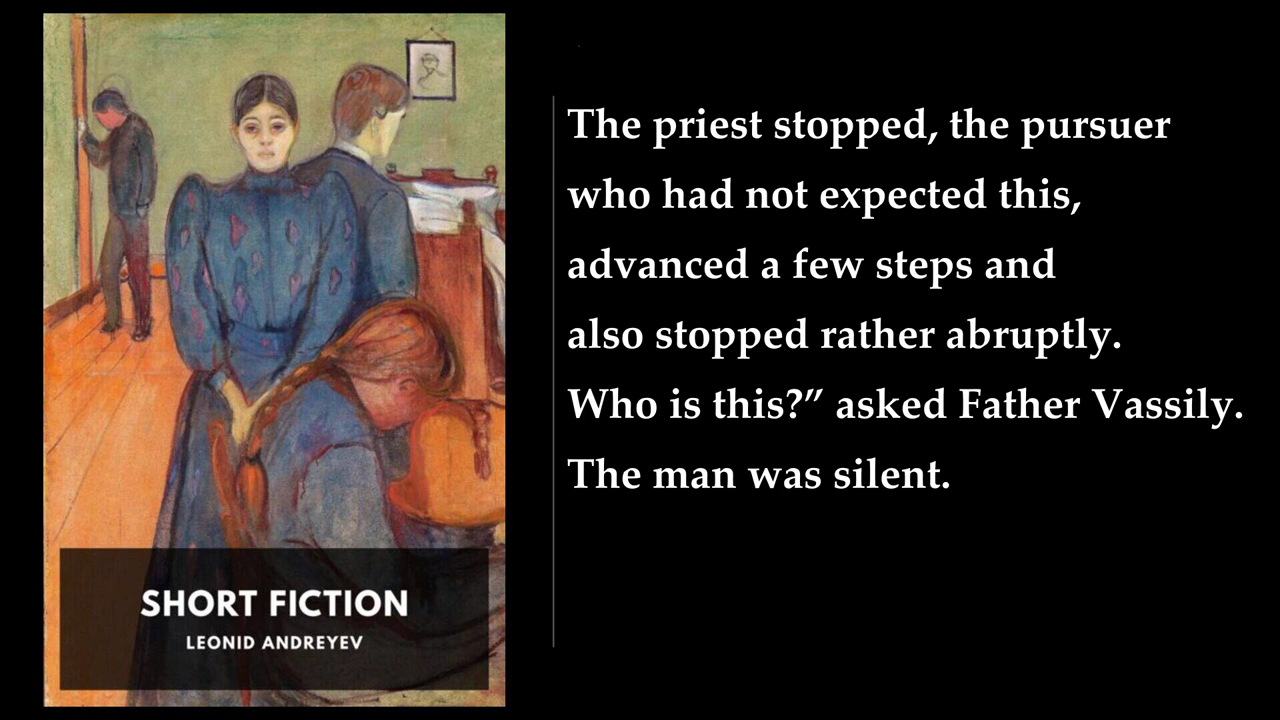 SHORT FICTION
LEONID ANDREYEV
The priest stopped, the pursuer
who had not expected this,
advanced a few steps and
also stopped rather abruptly.
Who is this?” asked Father Vassily.
The man was silent.